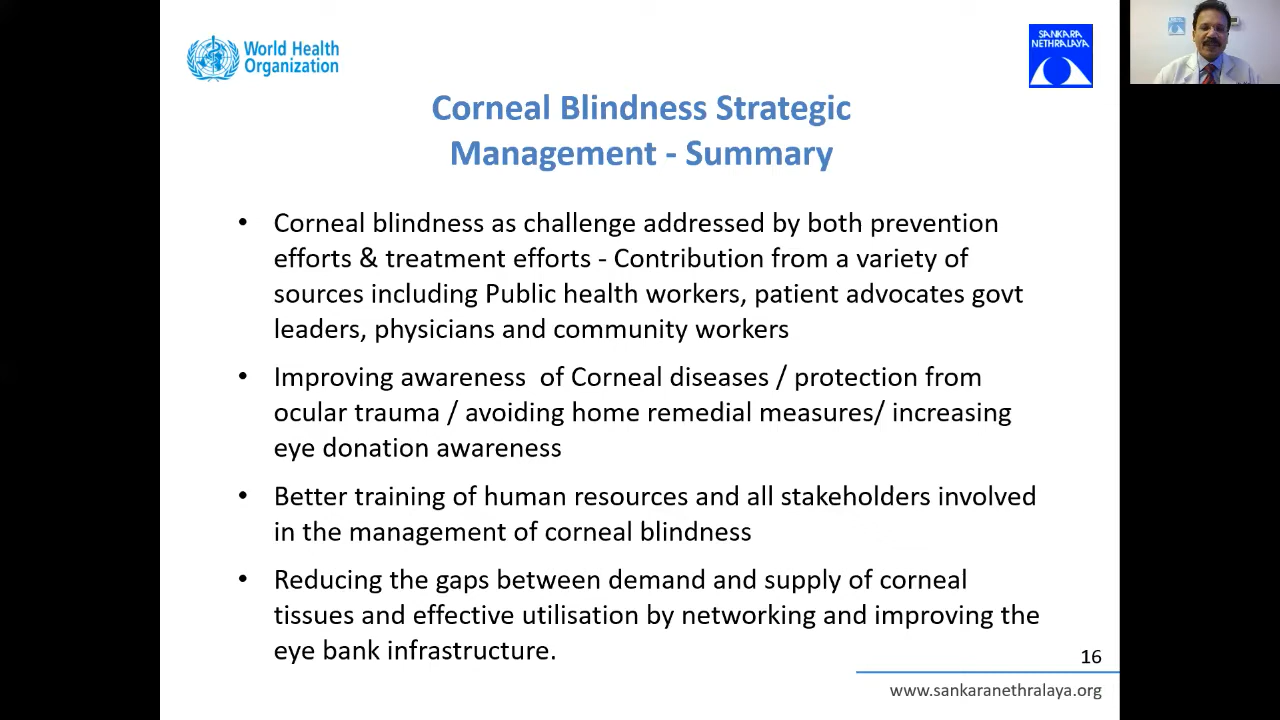 World Health
Organization
SANKARA
NETHRALAYA
Corneal Blindness Strategic
Management - Summary
• Corneal blindness as challenge addressed by both prevention
efforts & treatment efforts - Contribution from a variety of
sources including Public health workers, patient advocates govt
leaders, physicians and community workers
• Improving awareness  of Corneal diseases / protection from
ocular trauma / avoiding home remedial measures/ increasing
eye donation awareness
• Better training of human resources and all stakeholders involved
in the management of corneal blindness
• Reducing the gaps between demand and supply of corneal
tissues and effective utilisation by networking and improving the
eye bank infrastructure.
16
www.sankaranethralaya.org